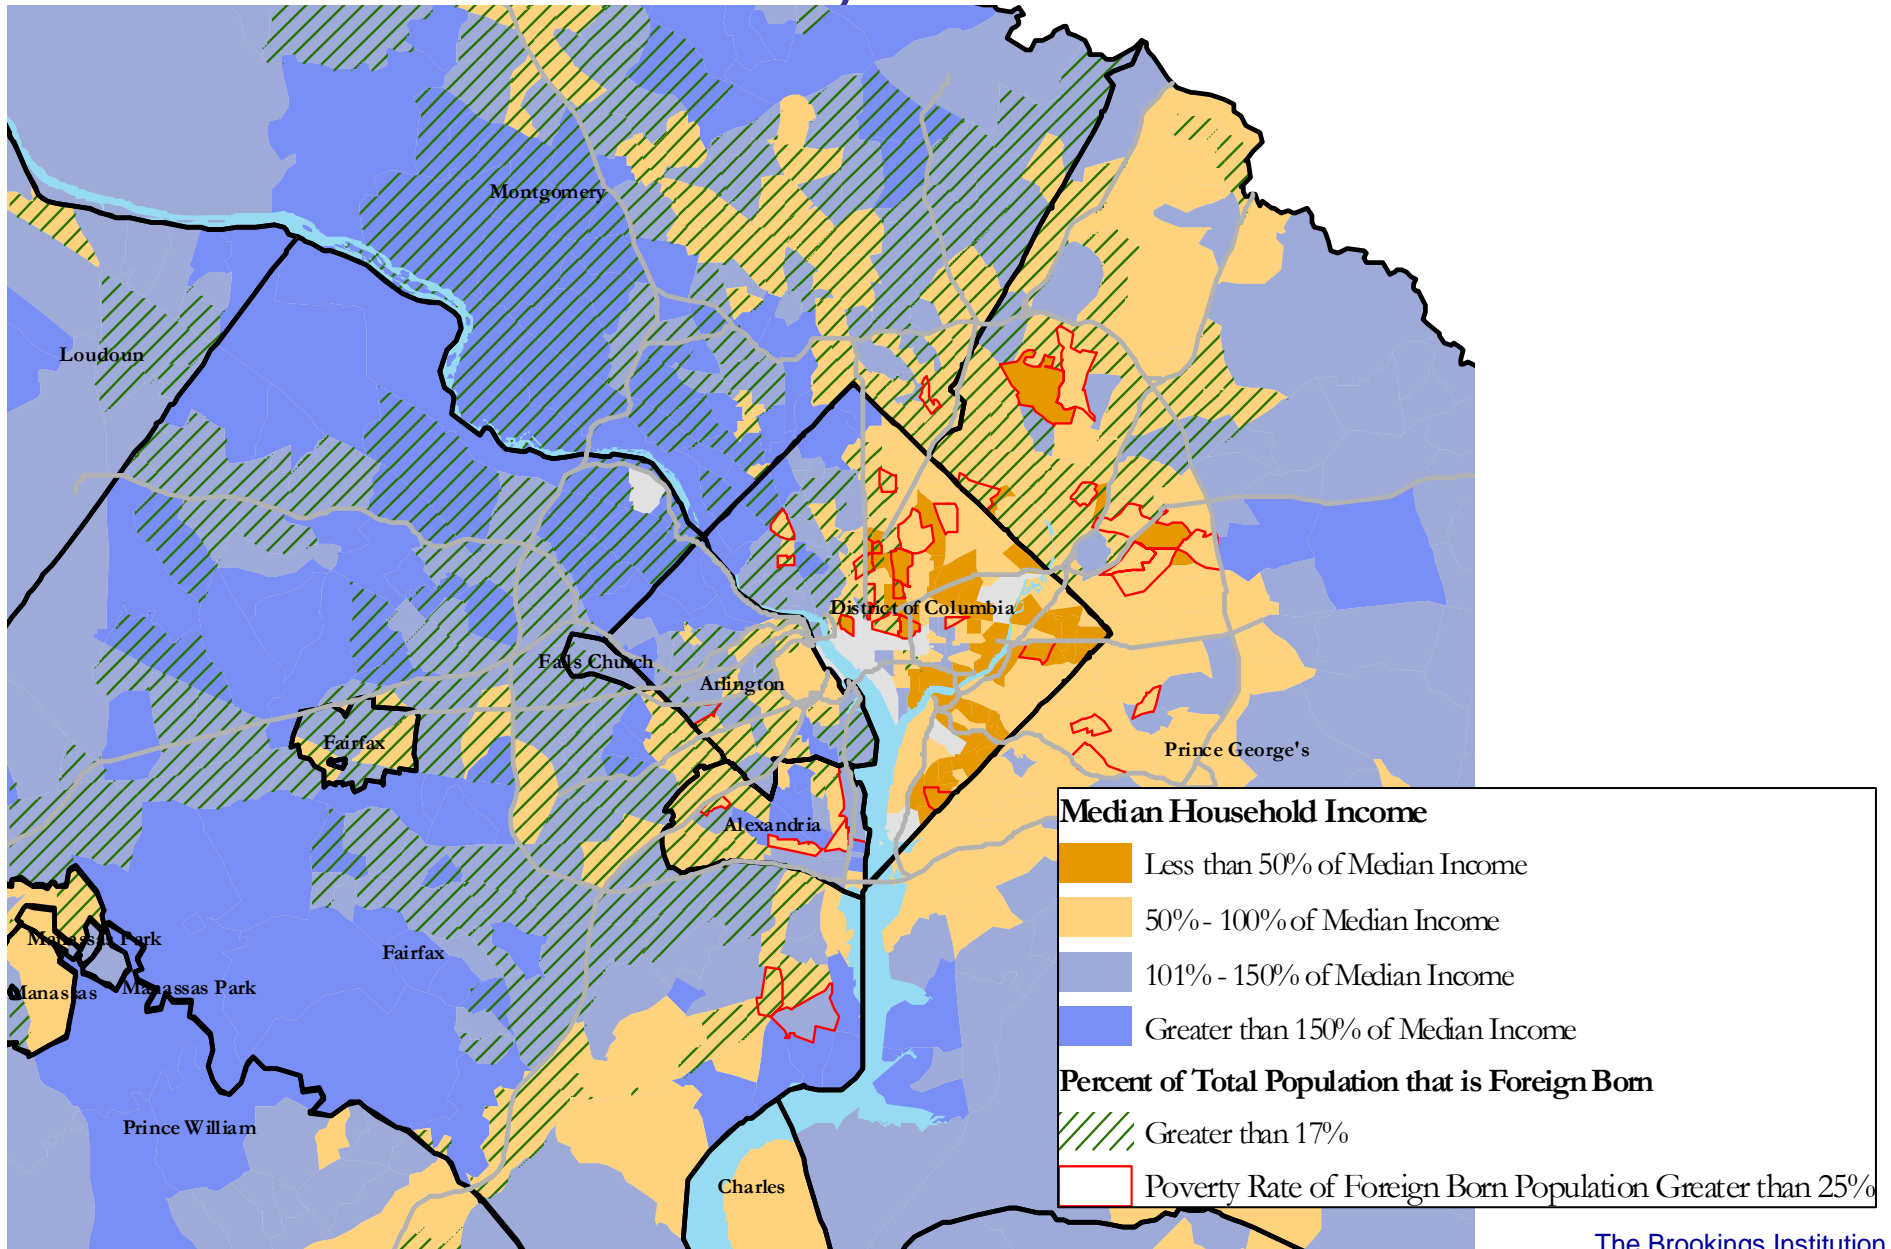 Montgomery
Loudoun
District of Columbia
Falls Church
Arlington
Fairfax
Prince George's
Alexandria
Manassas Park
Fairfax
Manassas
Manassas Park
Prince William
Charles
Median Household Income
Less than 50% of Median Income
50% - 100% of Median Income
101% - 150% of Median Income
Greater than 150% of Median Income
Percent of Total Population that is Foreign Born
Greater than 17%
Poverty Rate of Foreign Born Population Greater than 25%
The Brookings Institution